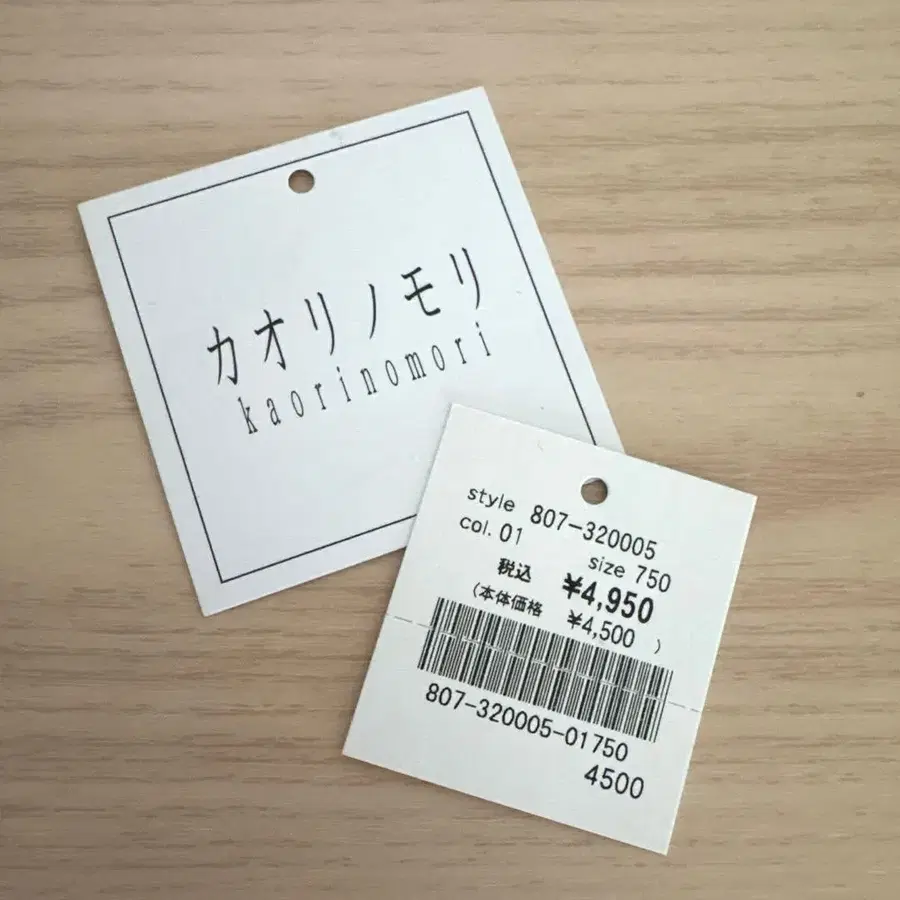 カオリノモリ
kaorinomori
style 807-320005
col. 01 size 750
税込 ¥4,950
(本体価格 ¥4,500 )
807-320005-01750
4500